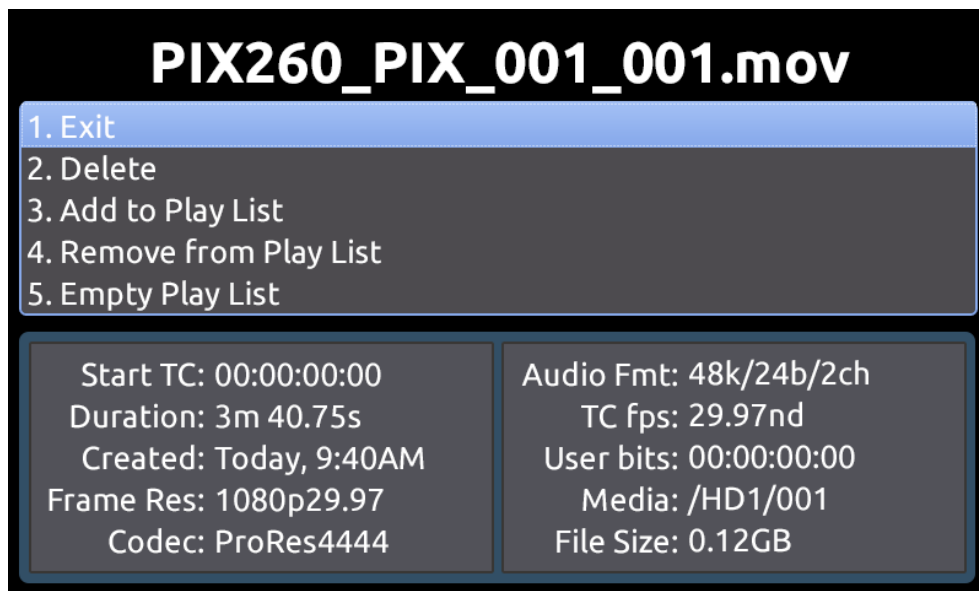 PIX260_PIX_001_001.mov
1. Exit
2. Delete
3. Add to Play List
4. Remove from Play List
5. Empty Play List
Start TC: 00:00:00:00
Duration: 3m 40.75s
Created: Today, 9:40AM
Frame Res: 1080p29.97
Codec: ProRes4444
Audio Fmt: 48k/24b/2ch
TC fps: 29.97nd
User bits: 00:00:00:00
Media: /HD1/001
File Size: 0.12GB